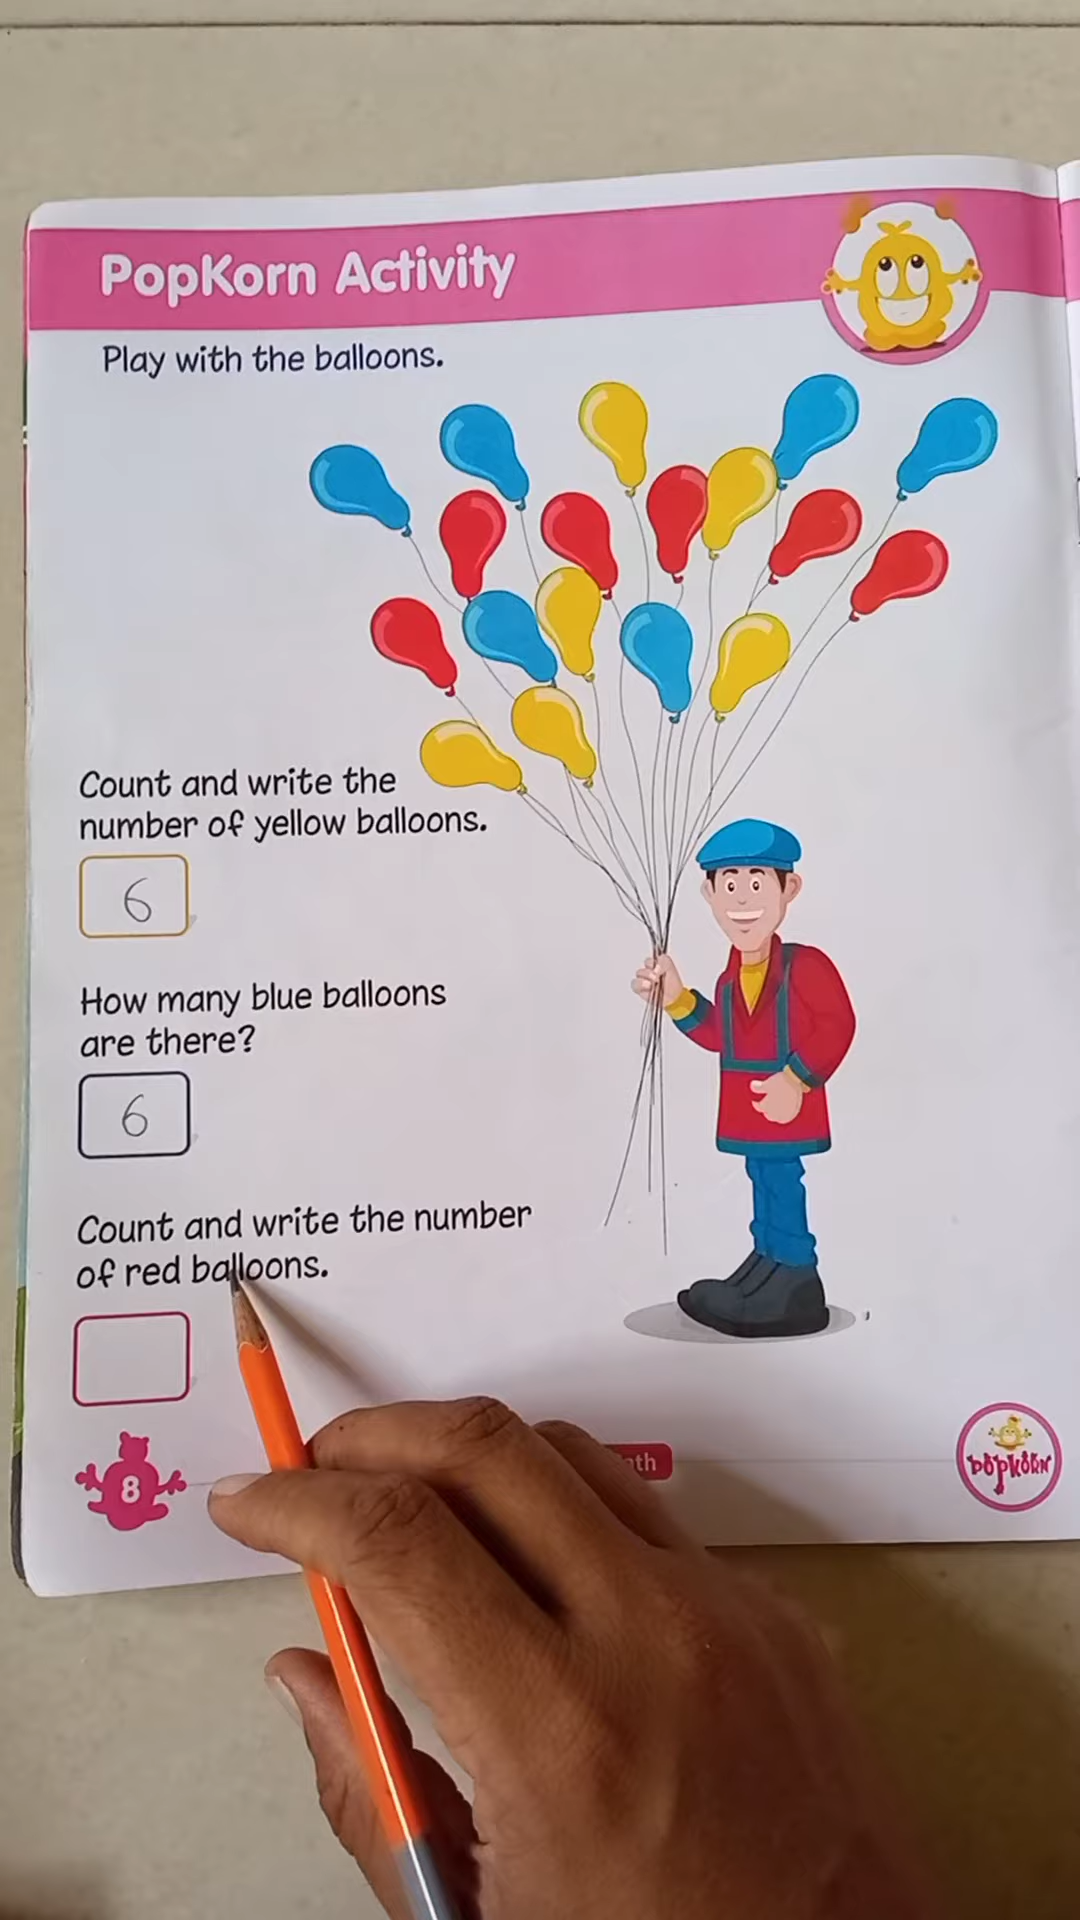 PopKorn Activity
Play with the balloons.
Count and write the
number of yellow balloons.
6
How many blue balloons
are there?
6
Count and write the number
of red balloons.
8
POPKORN